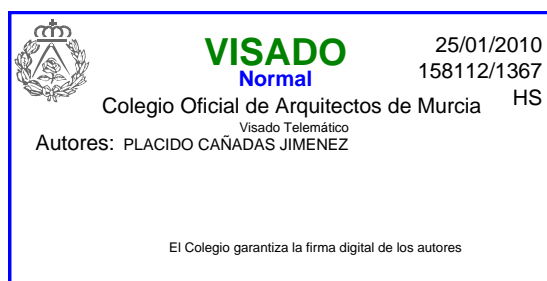 VISADO
25/01/2010
Normal
158112/1367
Colegio Oficial de Arquitectos de Murcia
HS
Visado Telemático
Autores: PLACIDO CAÑADAS JIMENEZ
El Colegio garantiza la firma digital de los autores